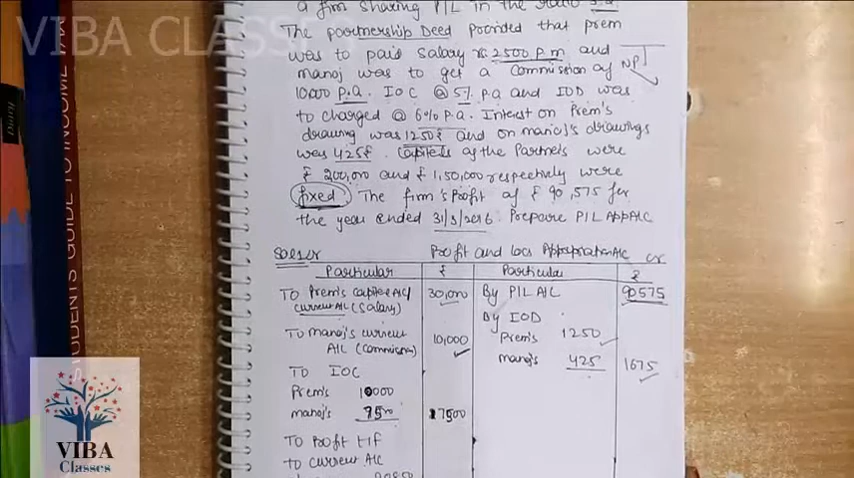 VIBA CLASSES
a firm sharing P/L in the ratio 3:2
The partnership Deed Provided that prem
was to paid salary ₹ 2500 p.m and
manoj was to get a commission of NP
10,000 p.a. IOC @ 5% p.a and IOD was
to charged @ 6% p.a. Interest on Prem's
drawing was 1250₹ and on manoj's drawings
was 425₹. Capitals of the Partners were
₹ 200,000 and ₹ 1,50,000 respectively were
fixed. The firm's Profit of ₹ 90,575 for
the year ended 31/3/2016. Prepare P/L App A/C
Profit and Loss Appropriation A/C cr
Particular ₹ Particular ₹
To Prem's capital A/C/ 30,000 By P/L A/C 90575
current A/C (salary)
By IOD
To manoj's current 10,000 Prem's 1250
A/C (commission)
manoj's 425 1675
To IOC
Prem's 10000
manoj's 7500 17500
To Profit t/f
to current A/C
STUDENTS GUIDE TO INCOME TAX
VIBA
Classes